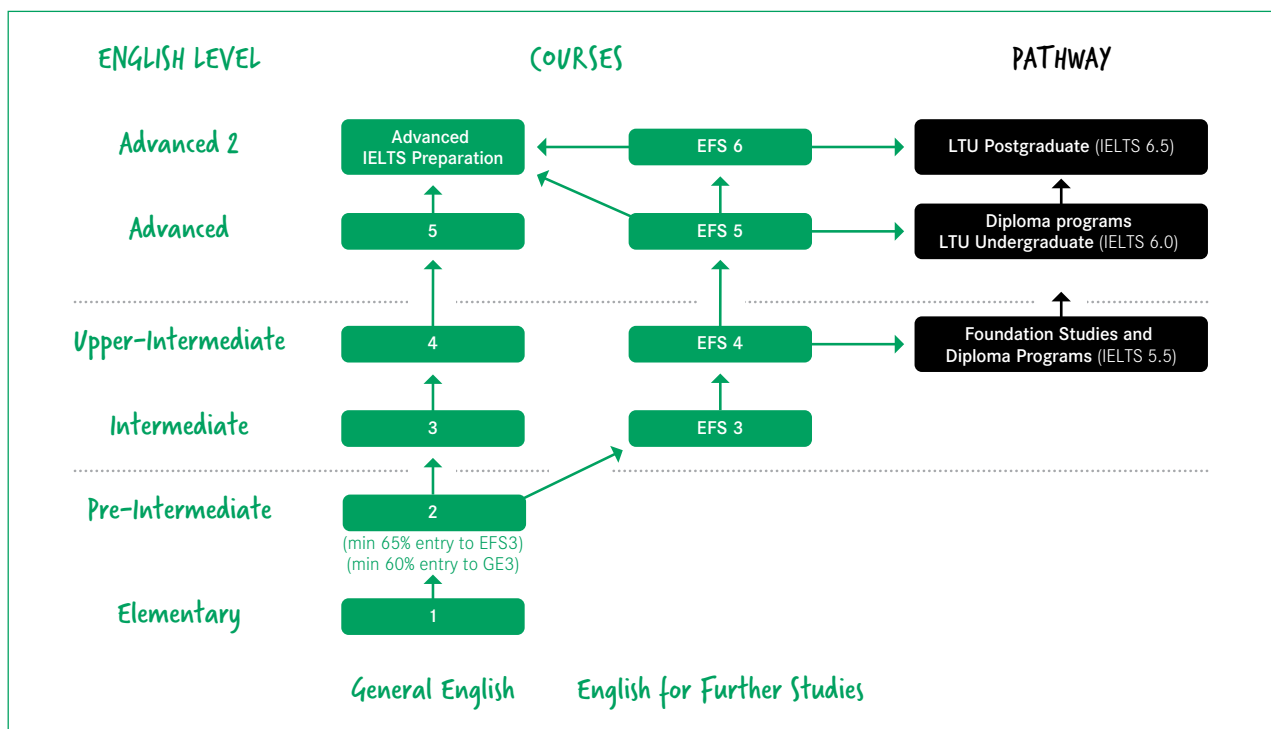 ENGLISH LEVEL
COURSES
PATHWAY
Advanced 2
Advanced
IELTS Preparation
EFS 6
LTU Postgraduate (IELTS 6.5)
Advanced
5
EFS 5
Diploma programs
LTU Undergraduate (IELTS 6.0)
Upper-Intermediate
4
EFS 4
Foundation Studies and
Diploma Programs (IELTS 5.5)
Intermediate
3
EFS 3
Pre-Intermediate
2
(min 65% entry to EFS3)
(min 60% entry to GE3)
Elementary
1
General English
English for Further Studies